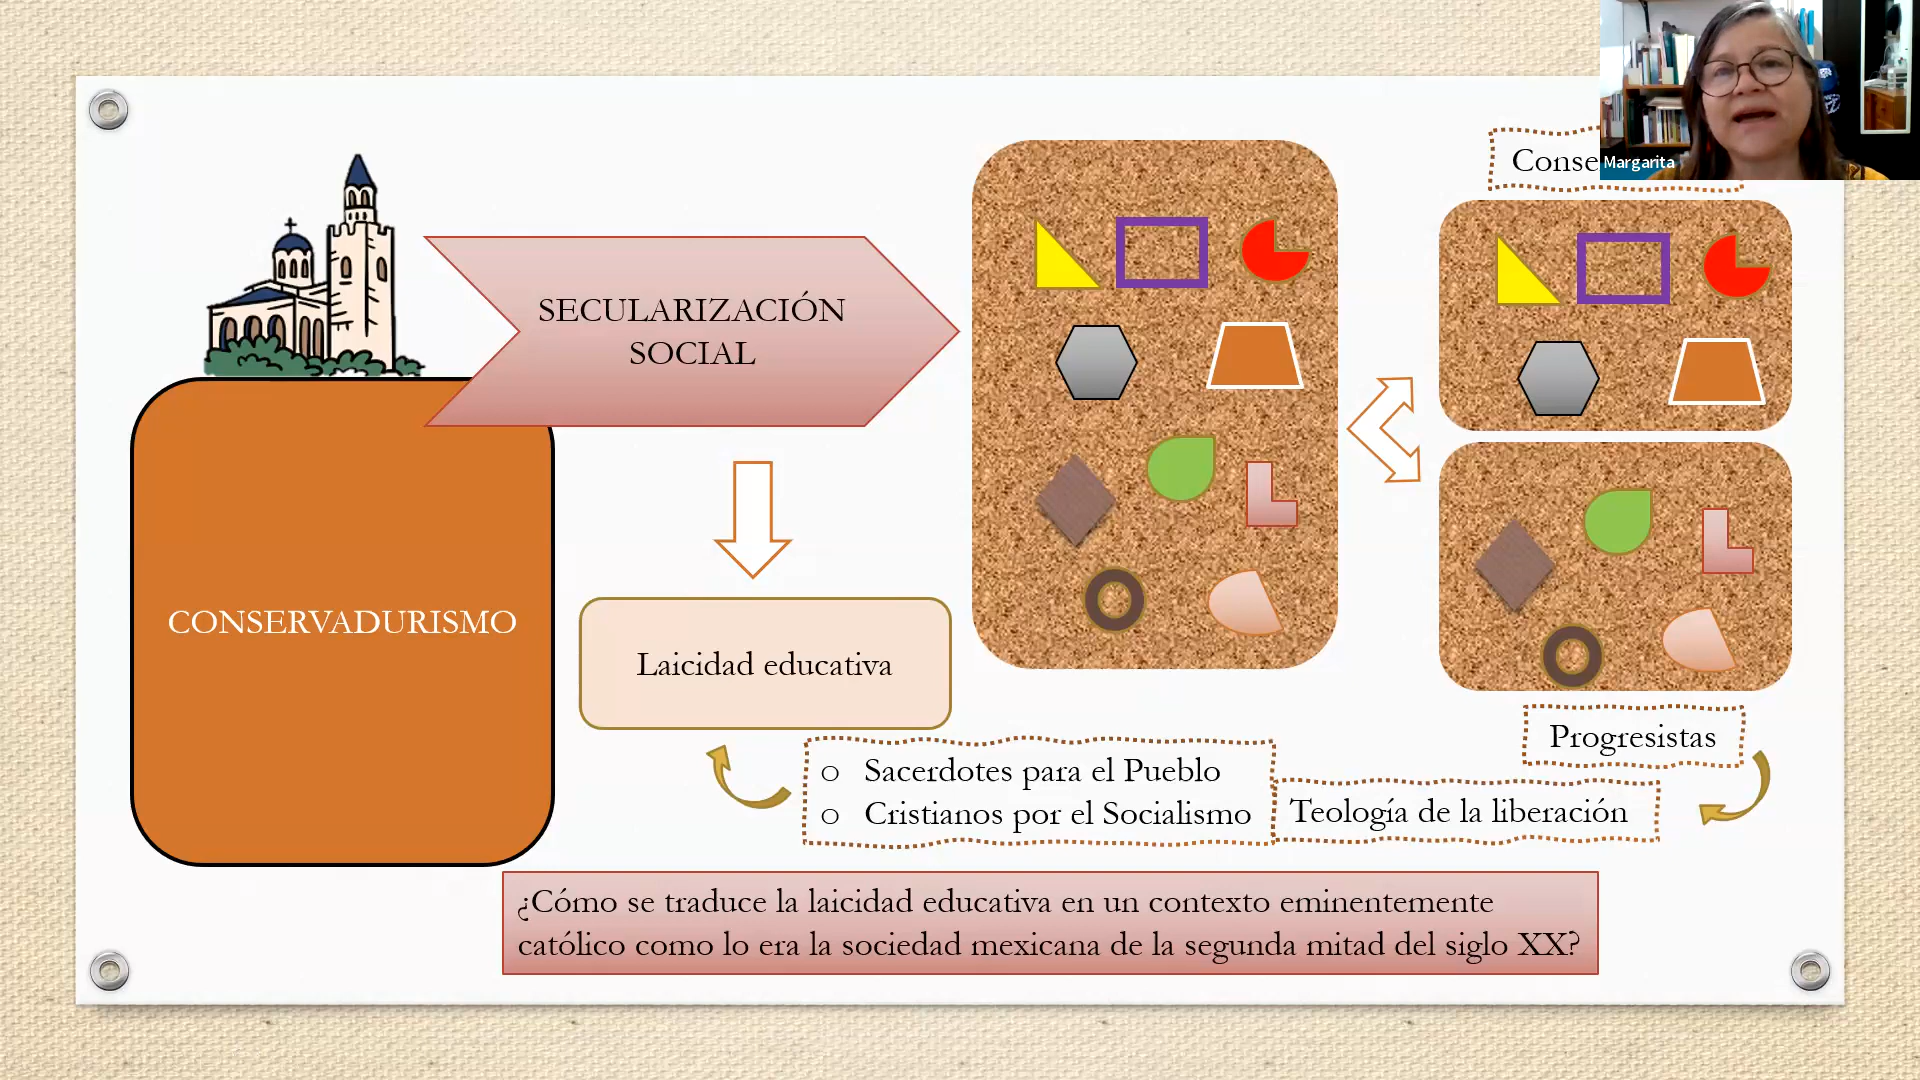 Margarita
SECULARIZACIÓN
SOCIAL
CONSERVADURISMO
Laicidad educativa
Progresistas
o Sacerdotes para el Pueblo
o Cristianos por el Socialismo
Teología de la liberación
¿Cómo se traduce la laicidad educativa en un contexto eminentemente
católico como lo era la sociedad mexicana de la segunda mitad del siglo XX?